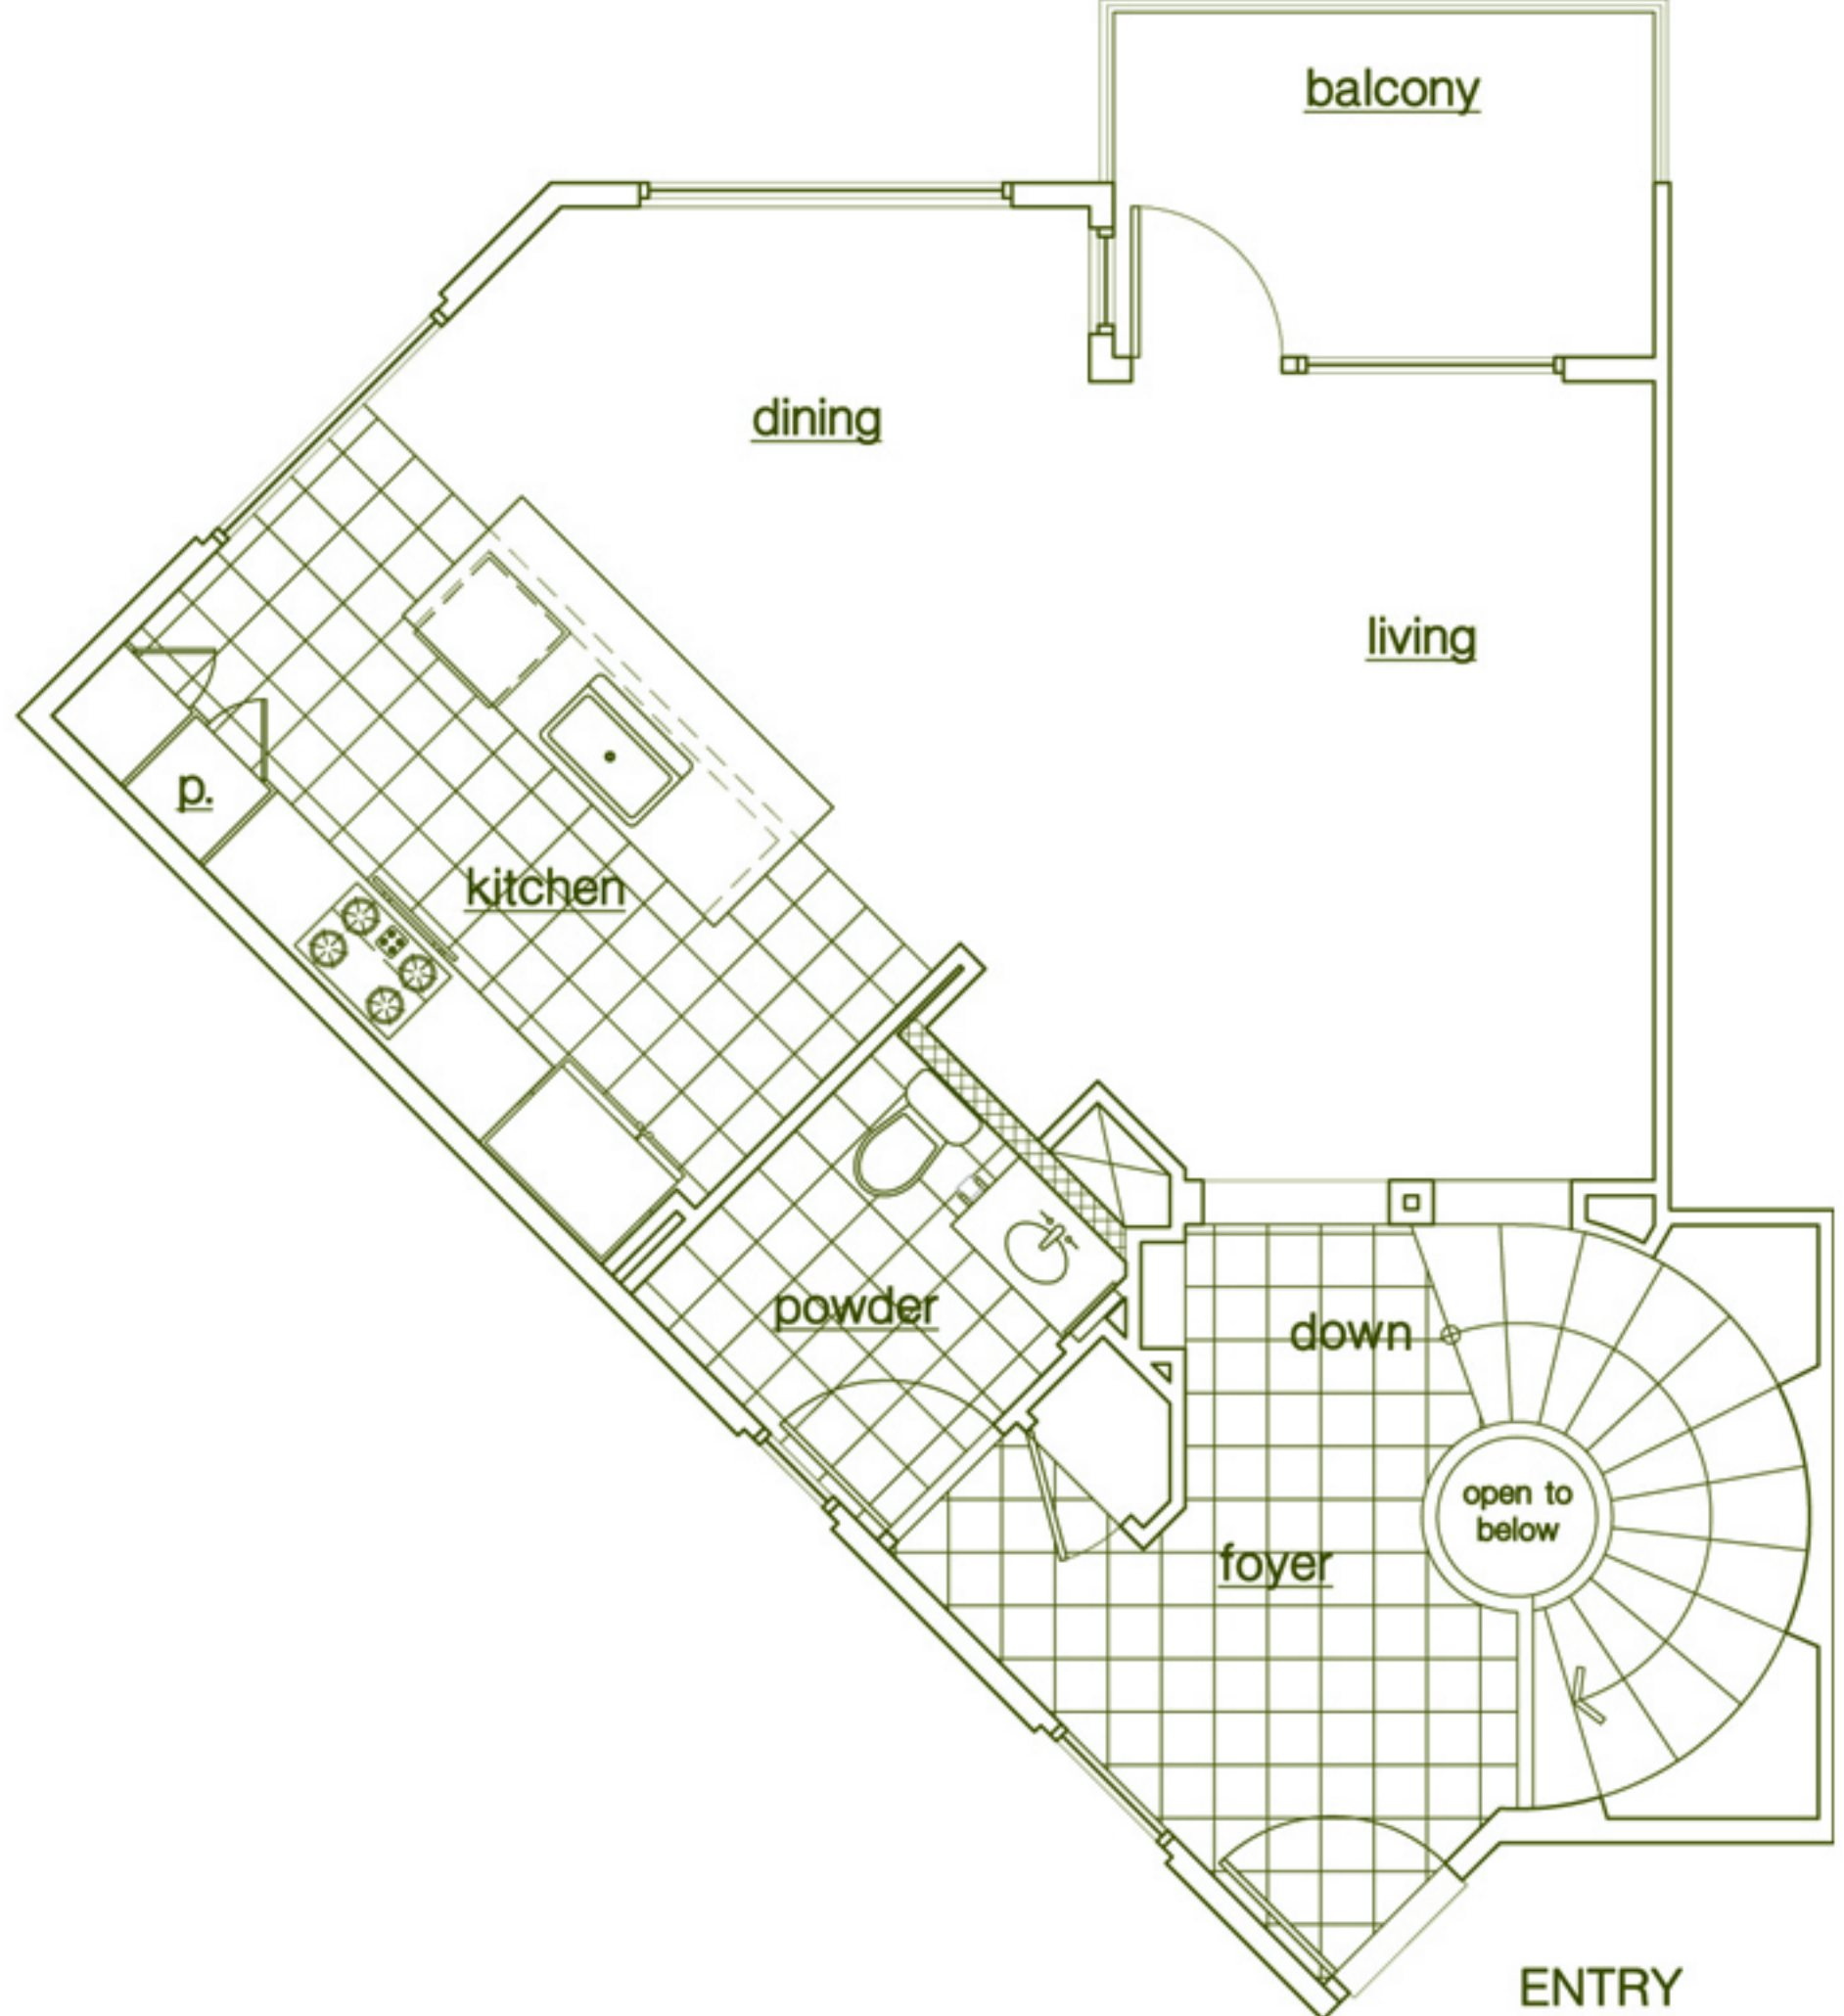 balcony
dining
living
p.
kitchen
powder
down
open to
below
foyer
ENTRY